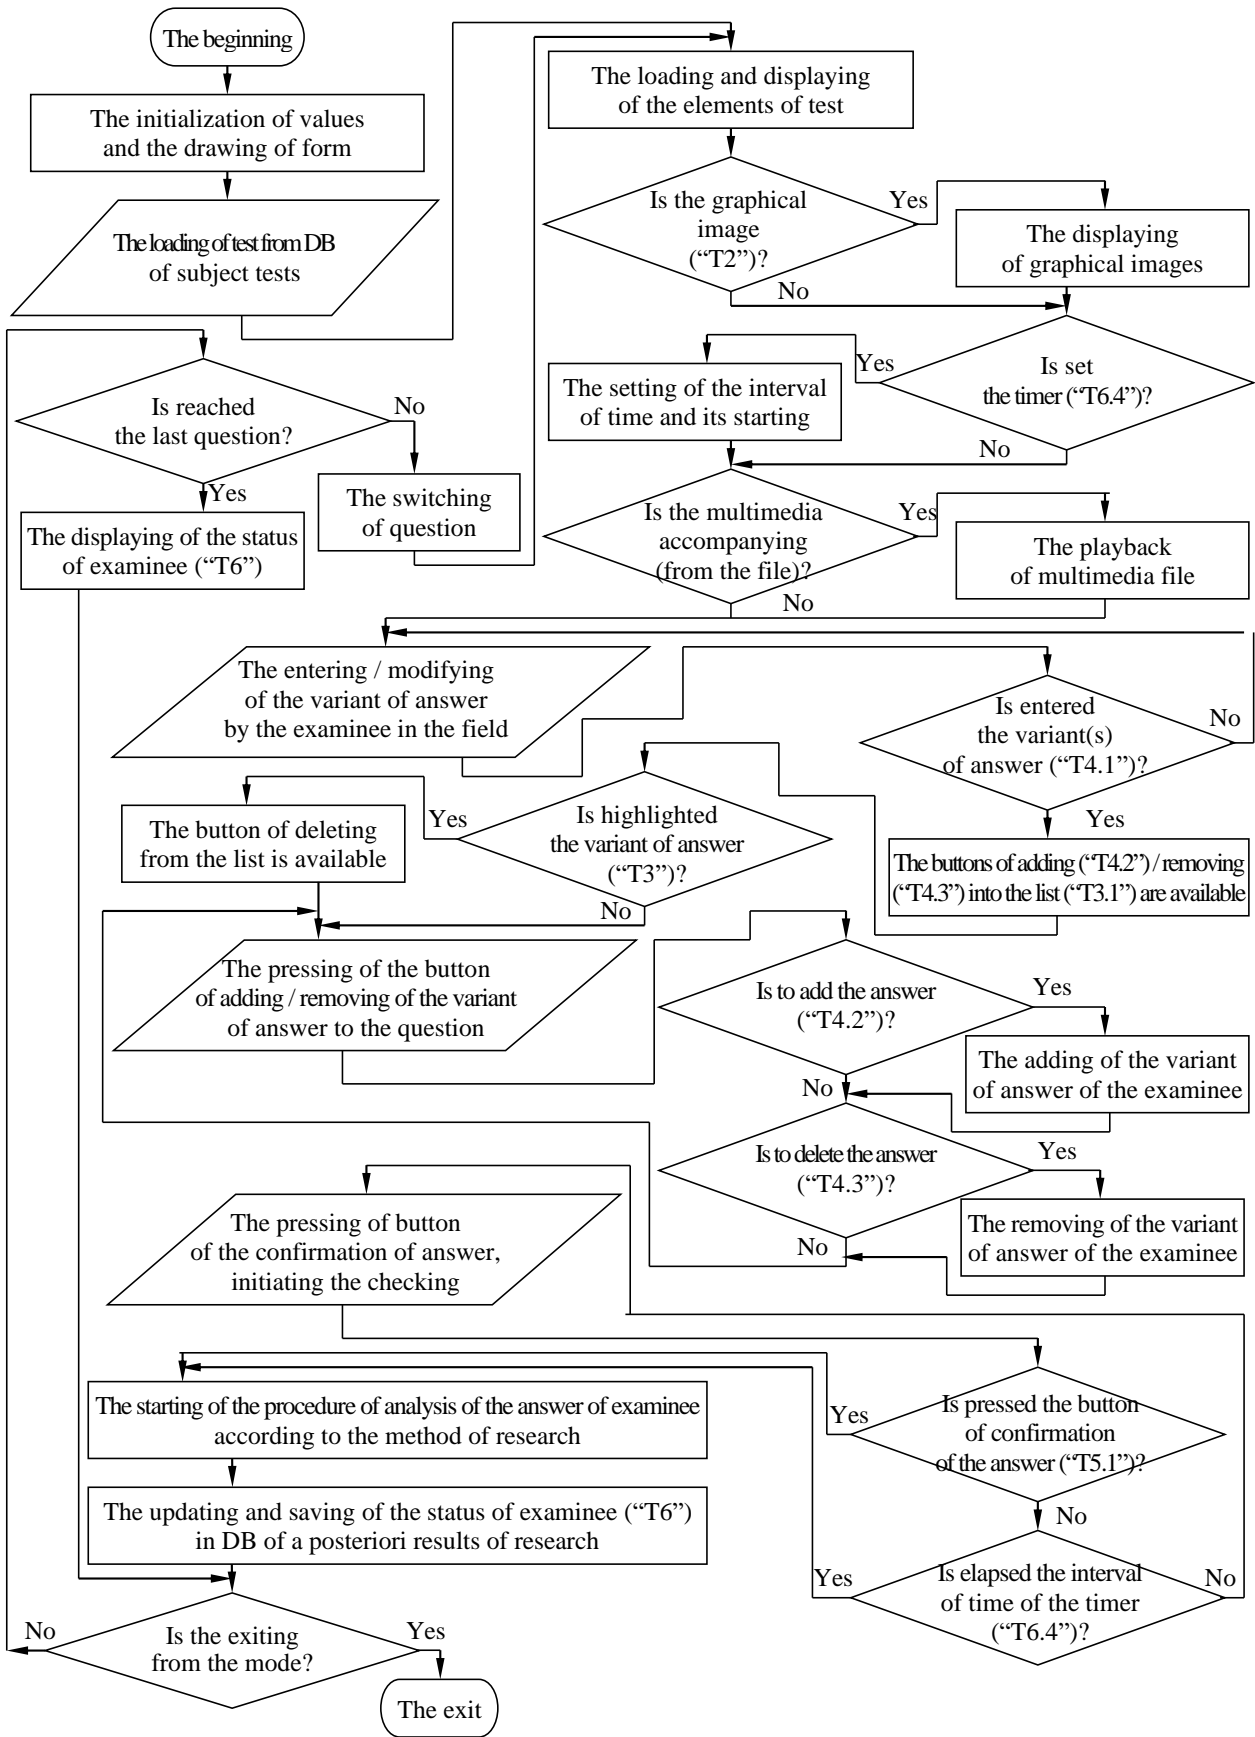 The beginning
The initialization of values
and the drawing of form
The loading of test from DB
of subject tests
The loading and displaying
of the elements of test
Is the graphical
image
(“T2”)?
Yes
The displaying
of graphical images
No
Is set
the timer (“T6.4”)?
Yes
The setting of the interval
of time and its starting
No
Is reached
the last question?
No
Yes
The switching
of question
The displaying of the status
of examinee (“T6”)
Is the multimedia
accompanying
(from the file)?
Yes
The playback
of multimedia file
No
The entering / modifying
of the variant of answer
by the examinee in the field
Is entered
the variant(s)
of answer (“T4.1”)?
No
Yes
The buttons of adding (“T4.2”) / removing
(“T4.3”) into the list (“T3.1”) are available
Is highlighted
the variant of answer
(“T3”)?
Yes
The button of deleting
from the list is available
No
The pressing of the button
of adding / removing of the variant
of answer to the question
Is to add the answer
(“T4.2”)?
Yes
The adding of the variant
of answer of the examinee
No
Is to delete the answer
(“T4.3”)?
Yes
The removing of the variant
of answer of the examinee
No
The pressing of button
of the confirmation of answer,
initiating the checking
Is pressed the button
of confirmation
of the answer (“T5.1”)?
Yes
No
The starting of the procedure of analysis of the answer of examinee
according to the method of research
The updating and saving of the status of examinee (“T6”)
in DB of a posteriori results of research
Is elapsed the interval
of time of the timer
(“T6.4”)?
Yes
No
Is the exiting
from the mode?
No
Yes
The exit